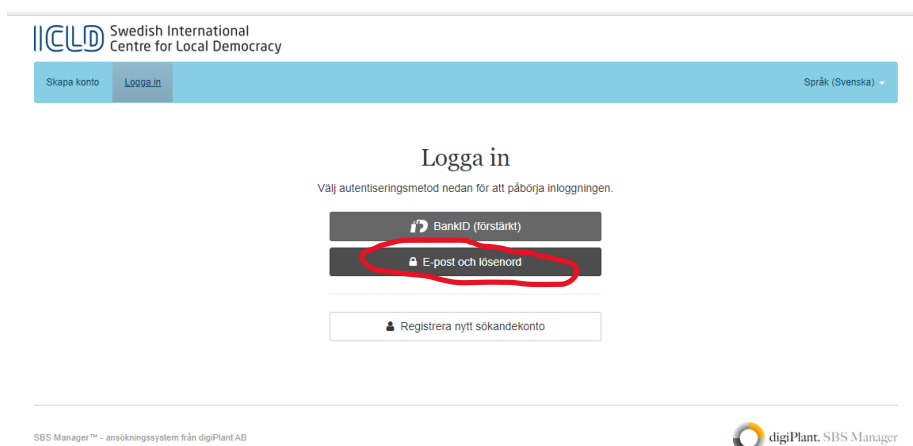 ICLD Swedish International
Centre for Local Democracy
Skapa konto Logga in Språk (Svenska)
Logga in
Välj autentiseringsmetod nedan för att påbörja inloggningen.
BankID (förstärkt)
E-post och lösenord
Registrera nytt sökandekonto
SBS Manager™ - ansökningssystem från digiPlant AB digiPlant. SBS Manager